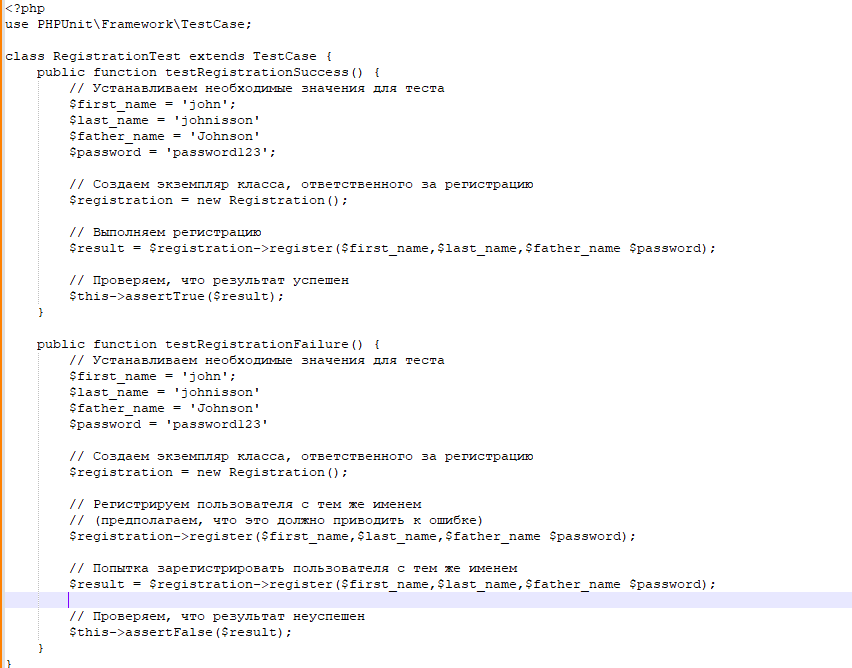 <?php
use PHPUnit\Framework\TestCase;

class RegistrationTest extends TestCase {
    public function testRegistrationSuccess() {
        // Устанавливаем необходимые значения для теста
        $first_name = 'john';
        $last_name = 'johnisson'
        $father_name = 'Johnson'
        $password = 'password123';

        // Создаем экземпляр класса, ответственного за регистрацию
        $registration = new Registration();

        // Выполняем регистрацию
        $result = $registration->register($first_name,$last_name,$father_name $password);

        // Проверяем, что результат успешен
        $this->assertTrue($result);
    }

    public function testRegistrationFailure() {
        // Устанавливаем необходимые значения для теста
        $first_name = 'john';
        $last_name = 'johnisson'
        $father_name = 'Johnson'
        $password = 'password123'

        // Создаем экземпляр класса, ответственного за регистрацию
        $registration = new Registration();

        // Регистрируем пользователя с тем же именем
        // (предполагаем, что это должно приводить к ошибке)
        $registration->register($first_name,$last_name,$father_name $password);

        // Попытка зарегистрировать пользователя с тем же именем
        $result = $registration->register($first_name,$last_name,$father_name $password);

        // Проверяем, что результат неуспешен
        $this->assertFalse($result);
    }
}